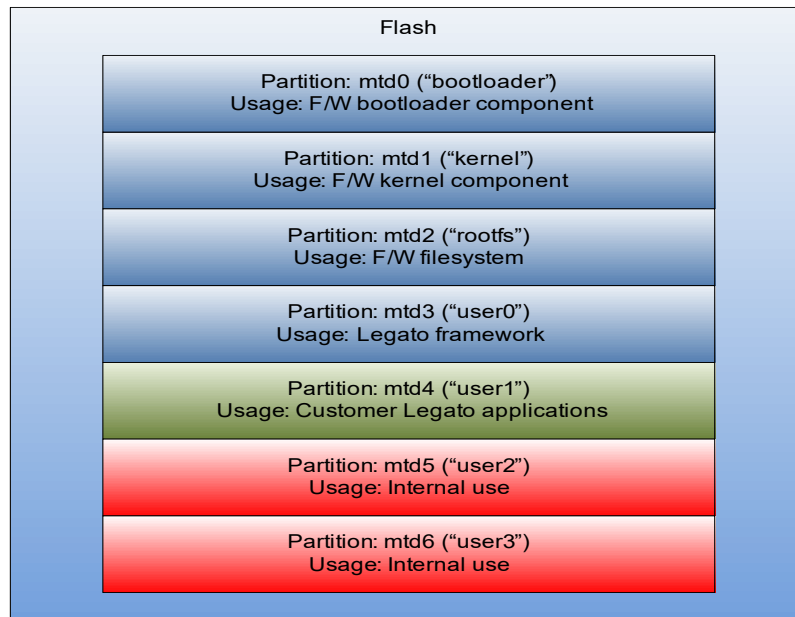 Flash
Partition: mtd0 (“bootloader”)
Usage: F/W bootloader component
Partition: mtd1 (“kernel”)
Usage: F/W kernel component
Partition: mtd2 (“rootfs”)
Usage: F/W filesystem
Partition: mtd3 (“user0”)
Usage: Legato framework
Partition: mtd4 (“user1”)
Usage: Customer Legato applications
Partition: mtd5 (“user2”)
Usage: Internal use
Partition: mtd6 (“user3”)
Usage: Internal use